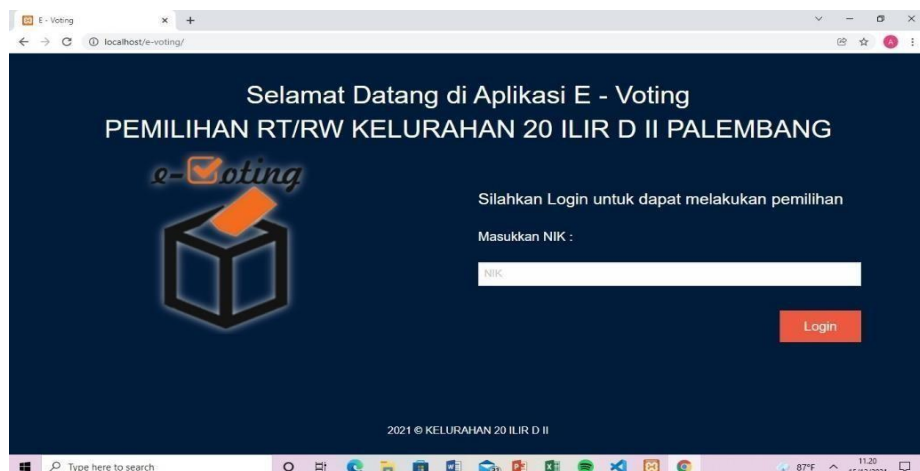 E - Voting
localhost/e-voting/
Selamat Datang di Aplikasi E - Voting
PEMILIHAN RT/RW KELURAHAN 20 ILIR D II PALEMBANG
e-Voting
Silahkan Login untuk dapat melakukan pemilihan
Masukkan NIK :
NIK
Login
2021 © KELURAHAN 20 ILIR D II
Type here to search
87°F
11.20